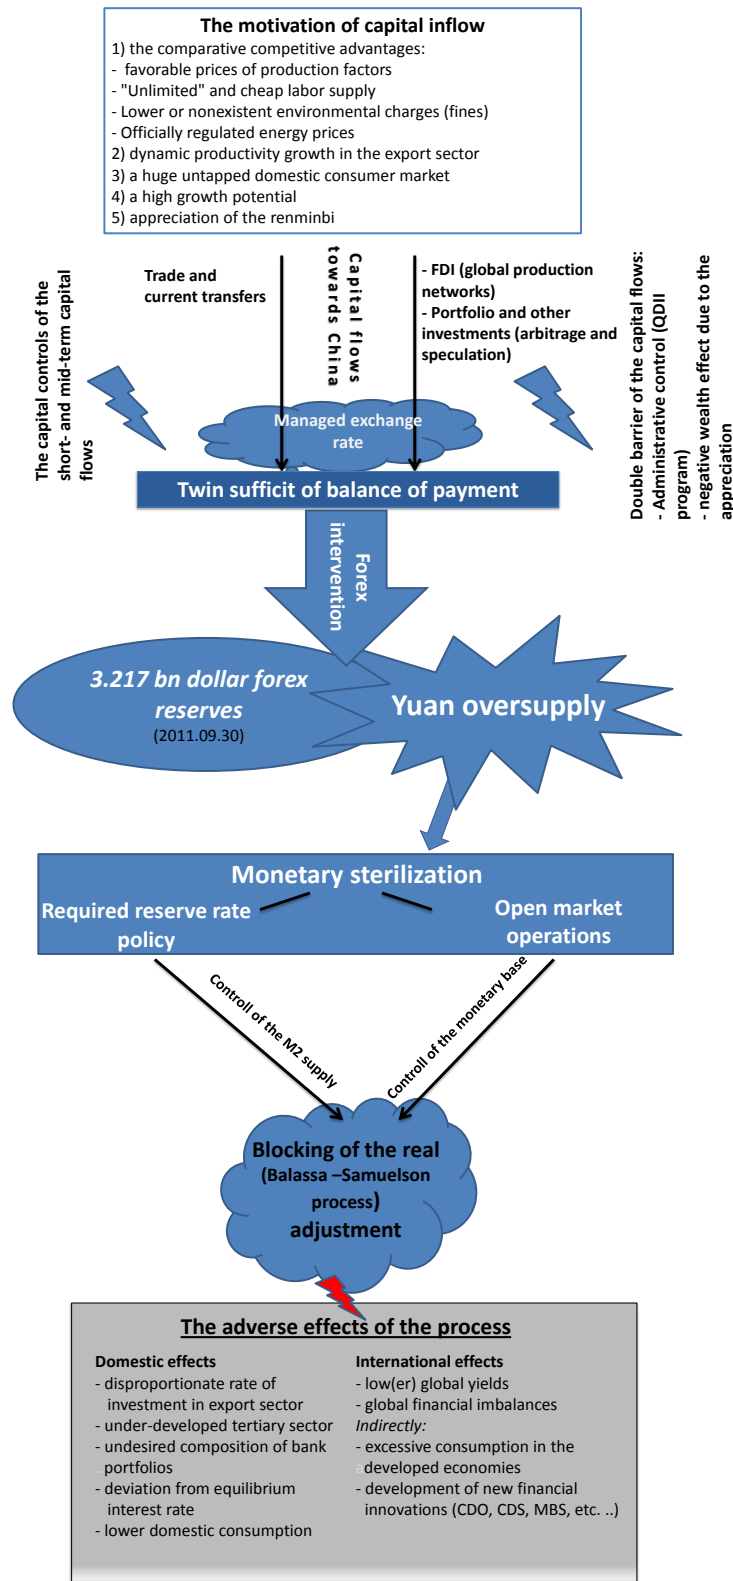 The motivation of capital inflow
1) the comparative competitive advantages:
- favorable prices of production factors
- "Unlimited" and cheap labor supply
- Lower or nonexistent environmental charges (fines)
- Officially regulated energy prices
2) dynamic productivity growth in the export sector
3) a huge untapped domestic consumer market
4) a high growth potential
5) appreciation of the renminbi
The capital controls of the
short- and mid-term capital
flows
Trade and
current transfers
Capital flows
towards China
- FDI (global production
networks)
- Portfolio and other
investments (arbitrage and
speculation)
Double barrier of the capital flows:
- Administrative control (QDII
program)
- negative wealth effect due to the
appreciation
Managed exchange
rate
Twin sufficit of balance of payment
Forex
intervention
3.217 bn dollar forex
reserves
(2011.09.30)
Yuan oversupply
Monetary sterilization
Required reserve rate
policy
Open market
operations
Controll of the M2 supply
Controll of the monetary base
Blocking of the real
(Balassa –Samuelson
process)
adjustment
The adverse effects of the process
Domestic effects
- disproportionate rate of
investment in export sector
- under-developed tertiary sector
- undesired composition of bank
..portfolios
- deviation from equilibrium
interest rate
- lower domestic consumption
International effects
- low(er) global yields
- global financial imbalances
Indirectly:
- excessive consumption in the
adeveloped economies
- development of new financial
innovations (CDO, CDS, MBS, etc. ..)